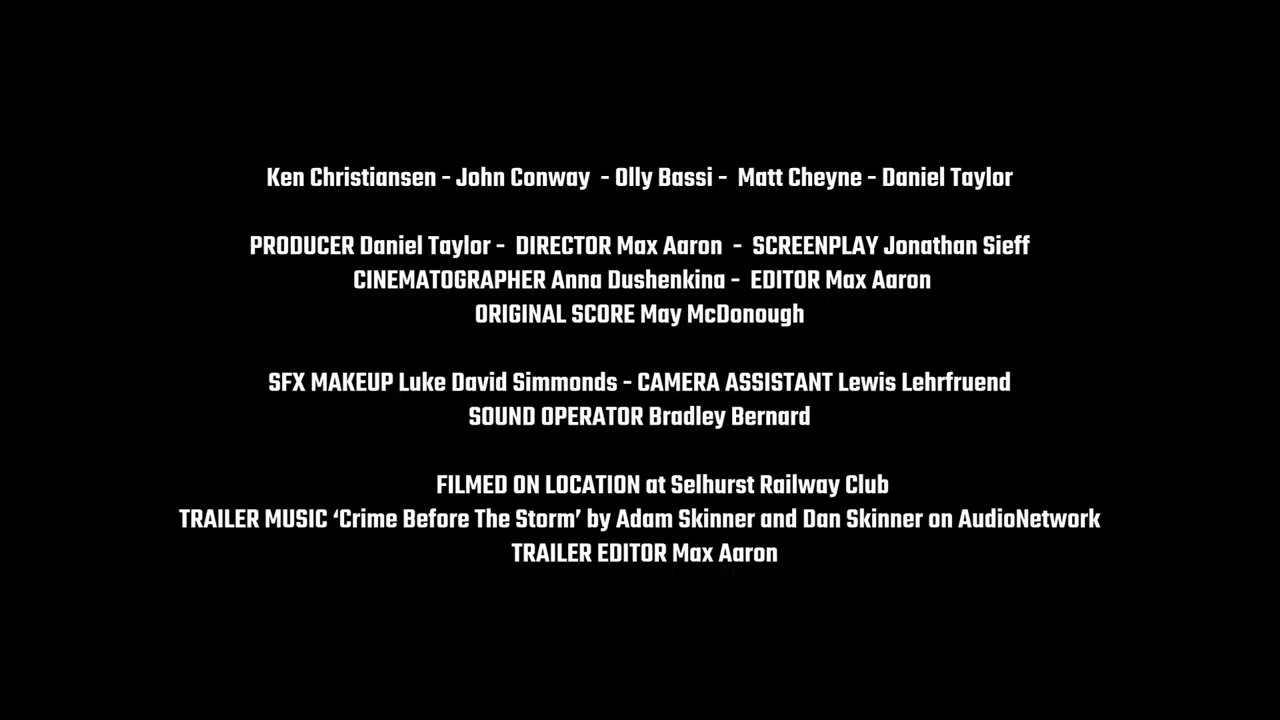 Ken Christiansen - John Conway - Olly Bassi - Matt Cheyne - Daniel Taylor
PRODUCER Daniel Taylor - DIRECTOR Max Aaron - SCREENPLAY Jonathan Sieff
CINEMATOGRAPHER Anna Dushenkina - EDITOR Max Aaron
ORIGINAL SCORE May McDonough
SFX MAKEUP Luke David Simmonds - CAMERA ASSISTANT Lewis Lehrfruend
SOUND OPERATOR Bradley Bernard
FILMED ON LOCATION at Selhurst Railway Club
TRAILER MUSIC ‘Crime Before The Storm’ by Adam Skinner and Dan Skinner on AudioNetwork
TRAILER EDITOR Max Aaron